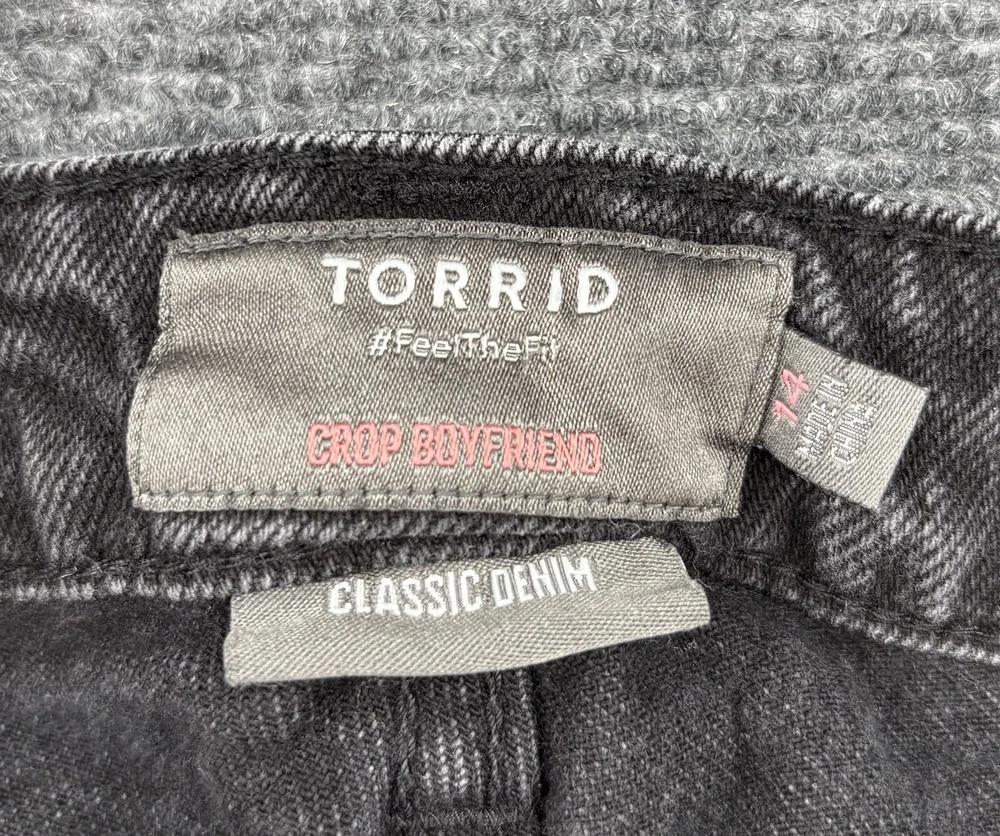 TORRID
#FeelTheFit
CROP BOYFRIEND
14
CLASSIC DENIM